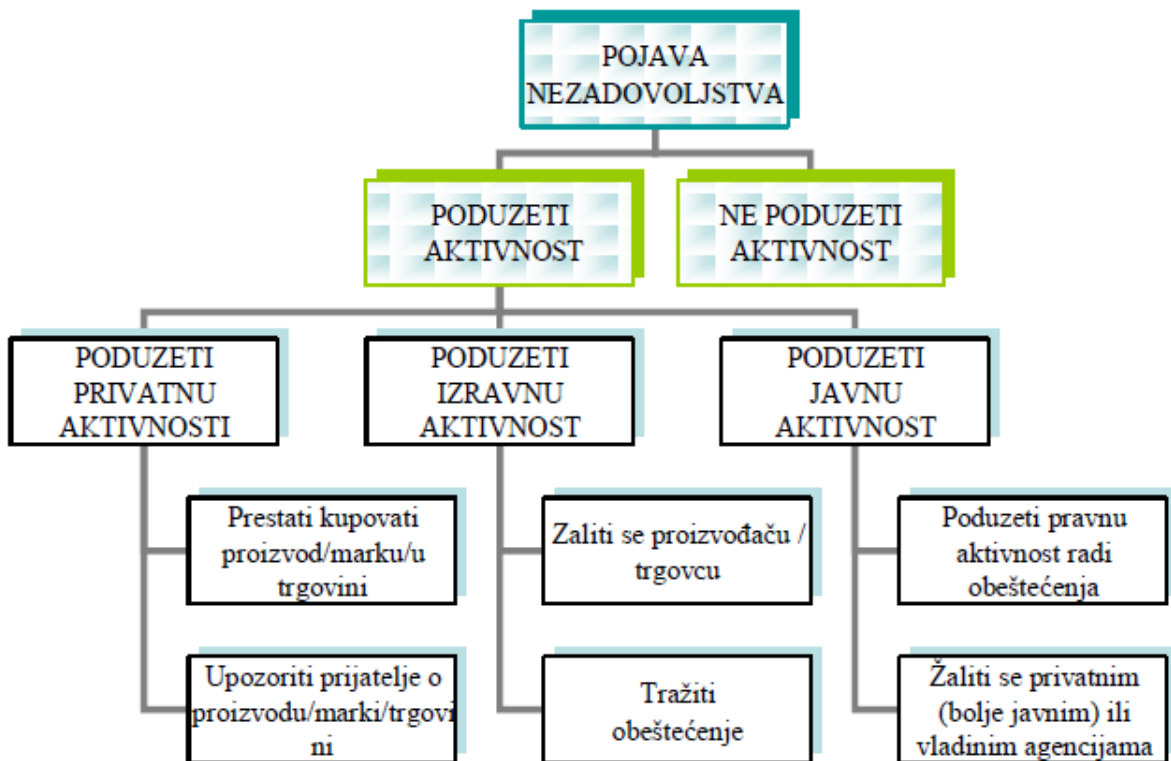 POJAVA
NEZADOVOLJSTVA
PODUZETI
AKTIVNOST
NE PODUZETI
AKTIVNOST
PODUZETI
PRIVATNU
AKTIVNOSTI
PODUZETI
IZRAVNU
AKTIVNOST
PODUZETI
JAVNU
AKTIVNOST
Prestati kupovati
proizvod/marku/u
trgovini
Zaliti se proizvođaču /
trgovcu
Poduzeti pravnu
aktivnost radi
obeštećenja
Upozoriti prijatelje o
proizvodu/marki/trgovi
ni
Tražiti
obeštećenje
Žaliti se privatnim
(bolje javnim) ili
vladinim agencijama